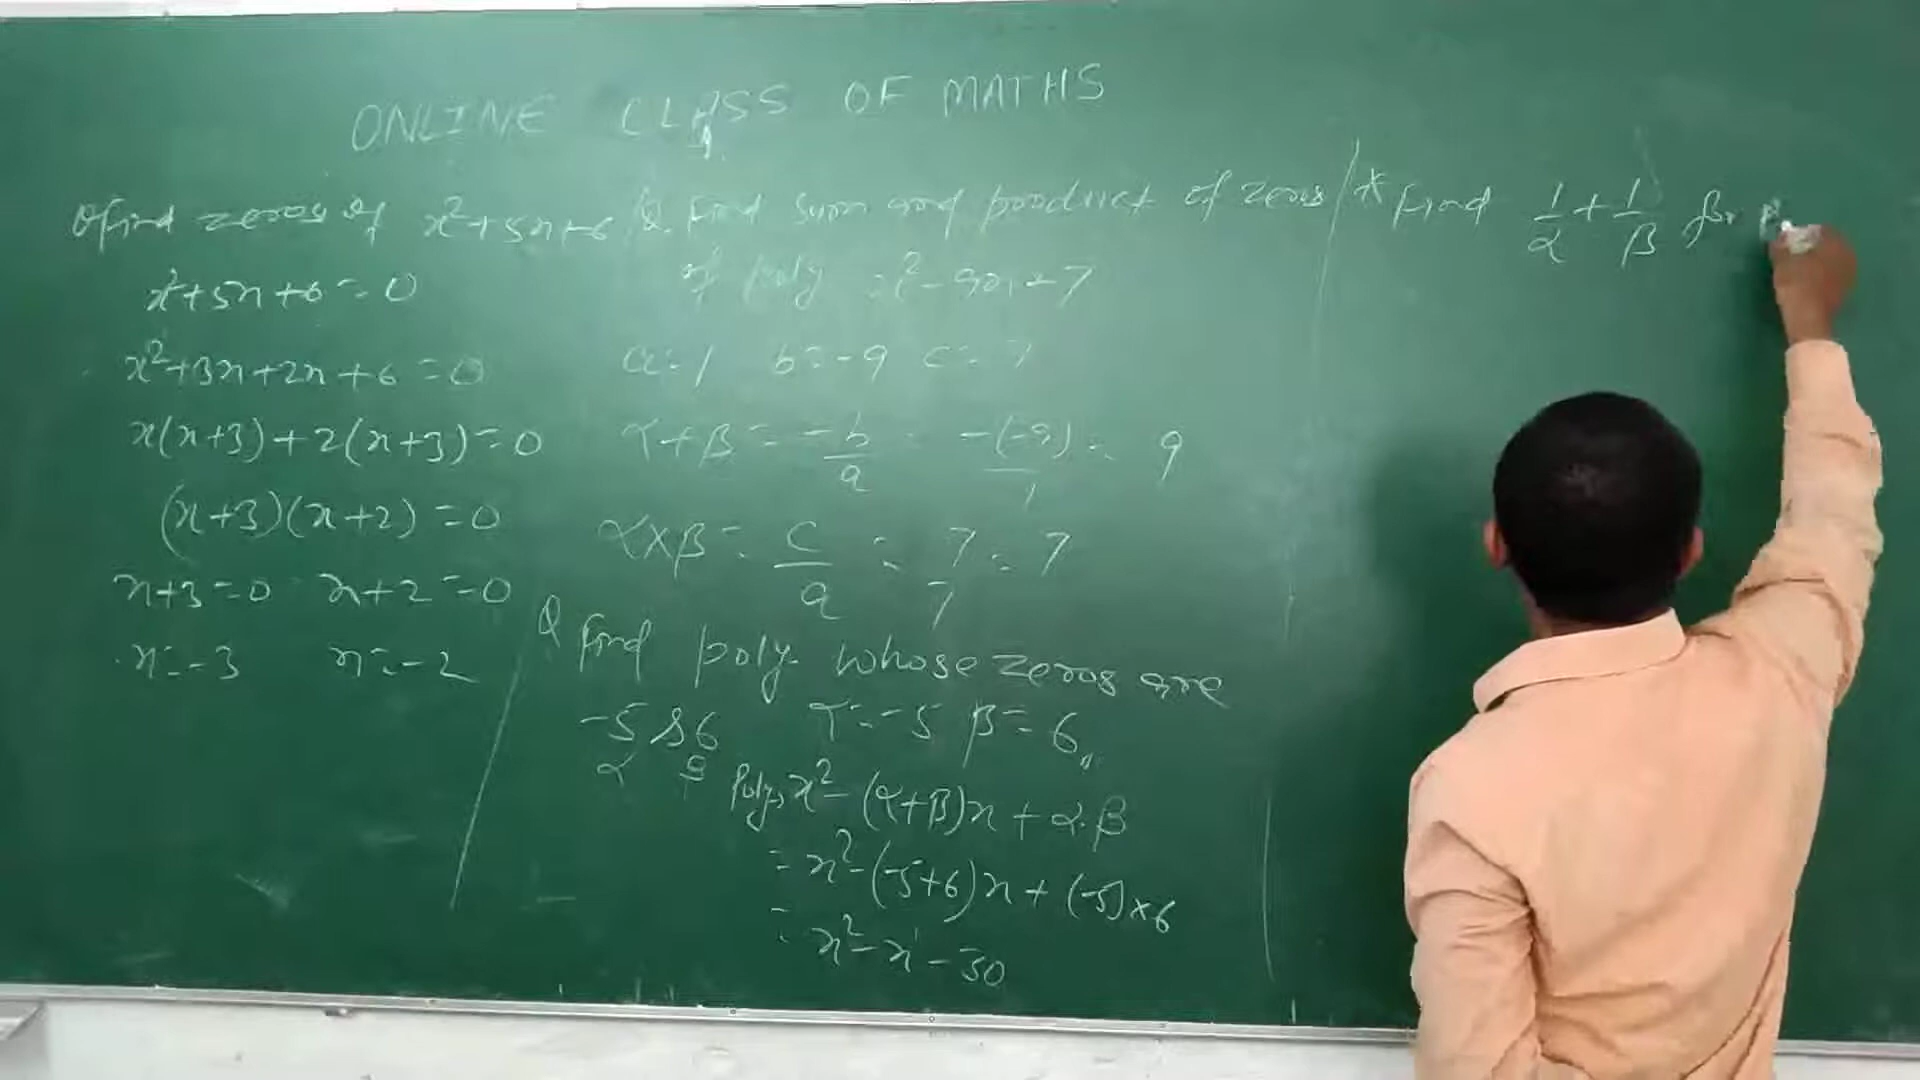 ONLINE CLASS OF MATHS
Q find zeros of x²+5x+6
x²+5x+6=0
x²+3x+2x+6=0
x(x+3)+2(x+3)=0
(x+3)(x+2)=0
x+3=0 x+2=0
x=-3 x=-2
Q Find sum and product of zeros
of poly x²-9x+7
a=1 b=-9 c=7
α+β = -b/a = -(-9)/1 = 9
α×β = c/a = 7/7 = 7
Q find poly. whose zeros are
-5 & 6 α=-5 β=6,,
α β
Poly, x²-(α+β)x+α.β
=x²-(-5+6)x+(-5)×6
=x²-x-30
* Find 1/α+1/β for